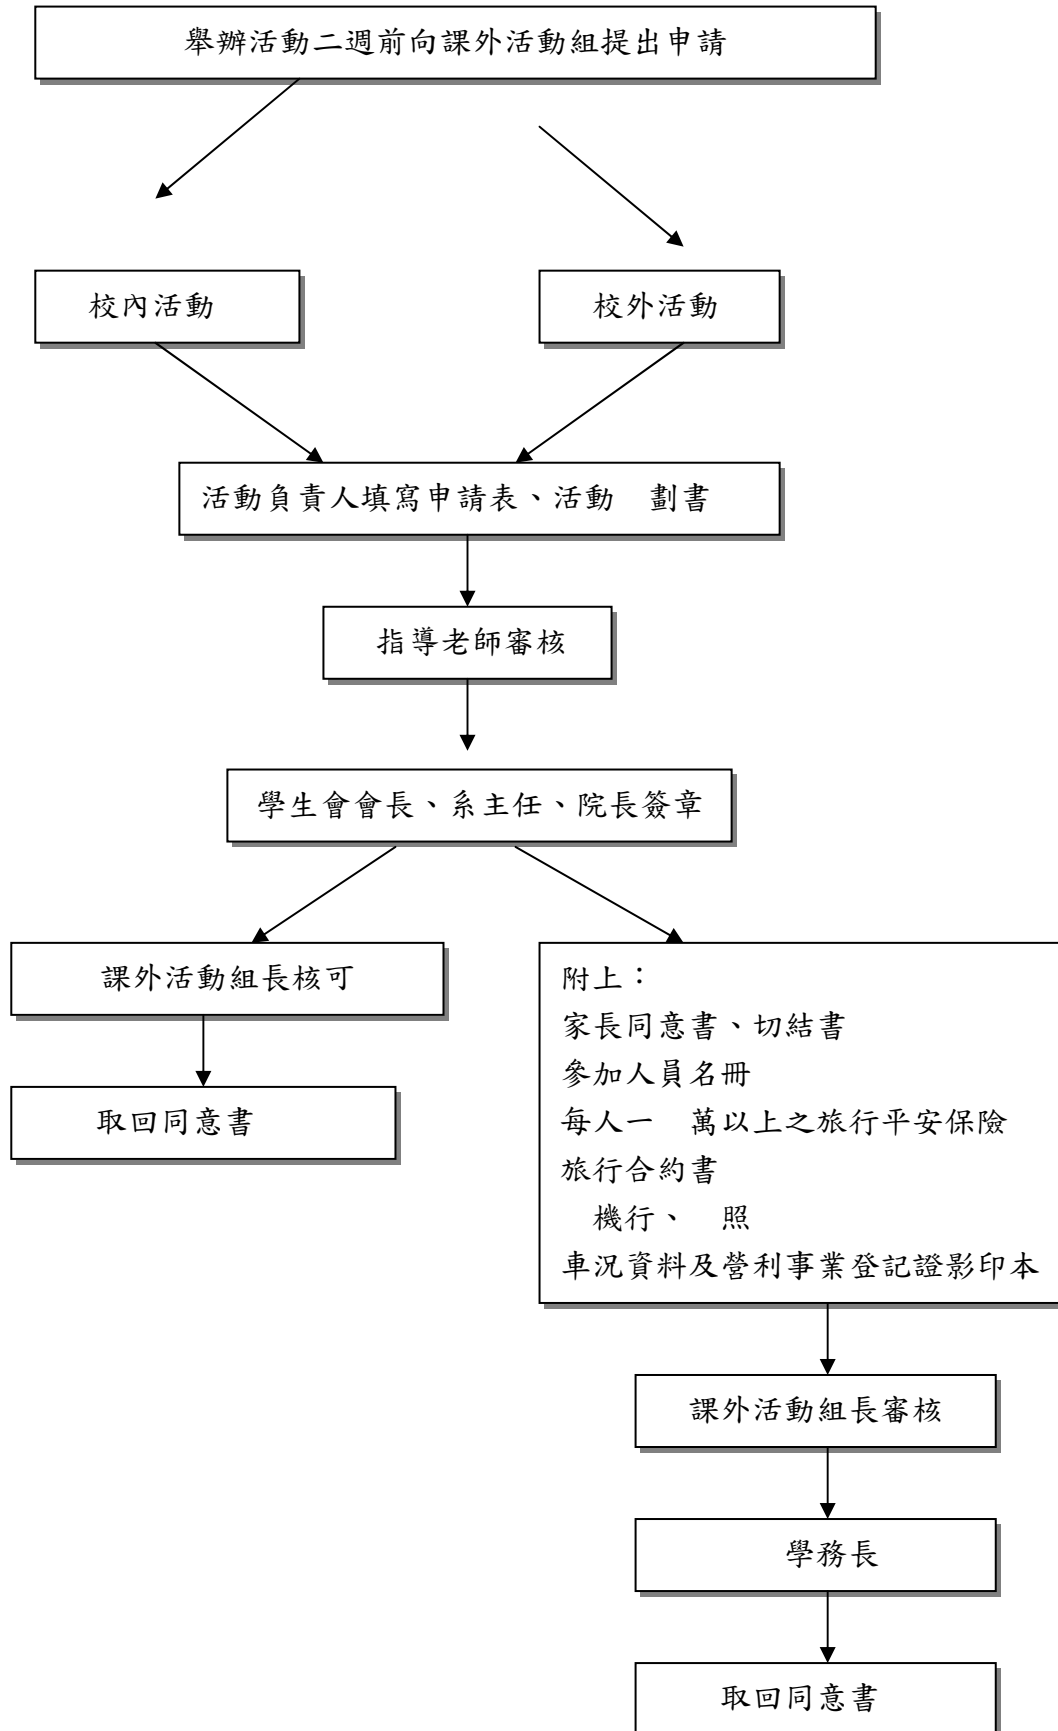 舉辦活動二週前向課外活動組提出申請
校內活動
校外活動
活動負責人填寫申請表、活動　劃書
指導老師審核
學生會會長、系主任、院長簽章
課外活動組長核可
取回同意書
附上：
家長同意書、切結書
參加人員名冊
每人一　萬以上之旅行平安保險
旅行合約書
　機行、　照
車況資料及營利事業登記證影印本
課外活動組長審核
學務長
取回同意書